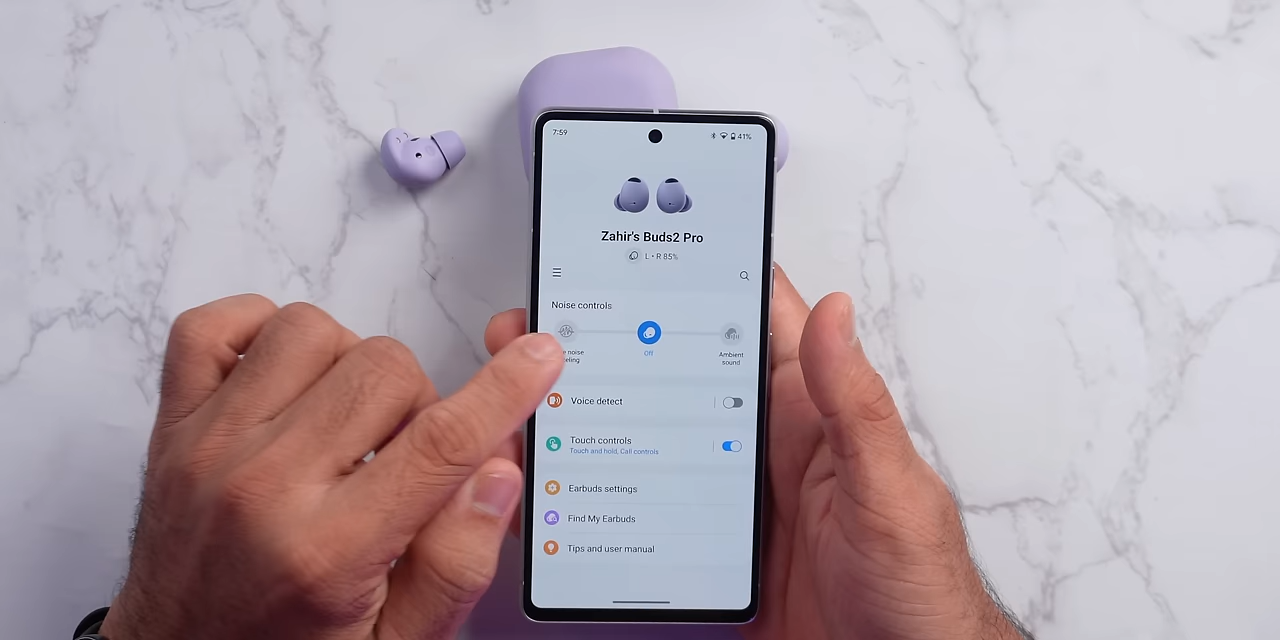 7:59
41%
Zahir's Buds2 Pro
L • R 85%
Noise controls
noise
Off
Ambient
sound
Voice detect
Touch controls
Touch and hold, Call controls
Earbuds settings
Find My Earbuds
Tips and user manual